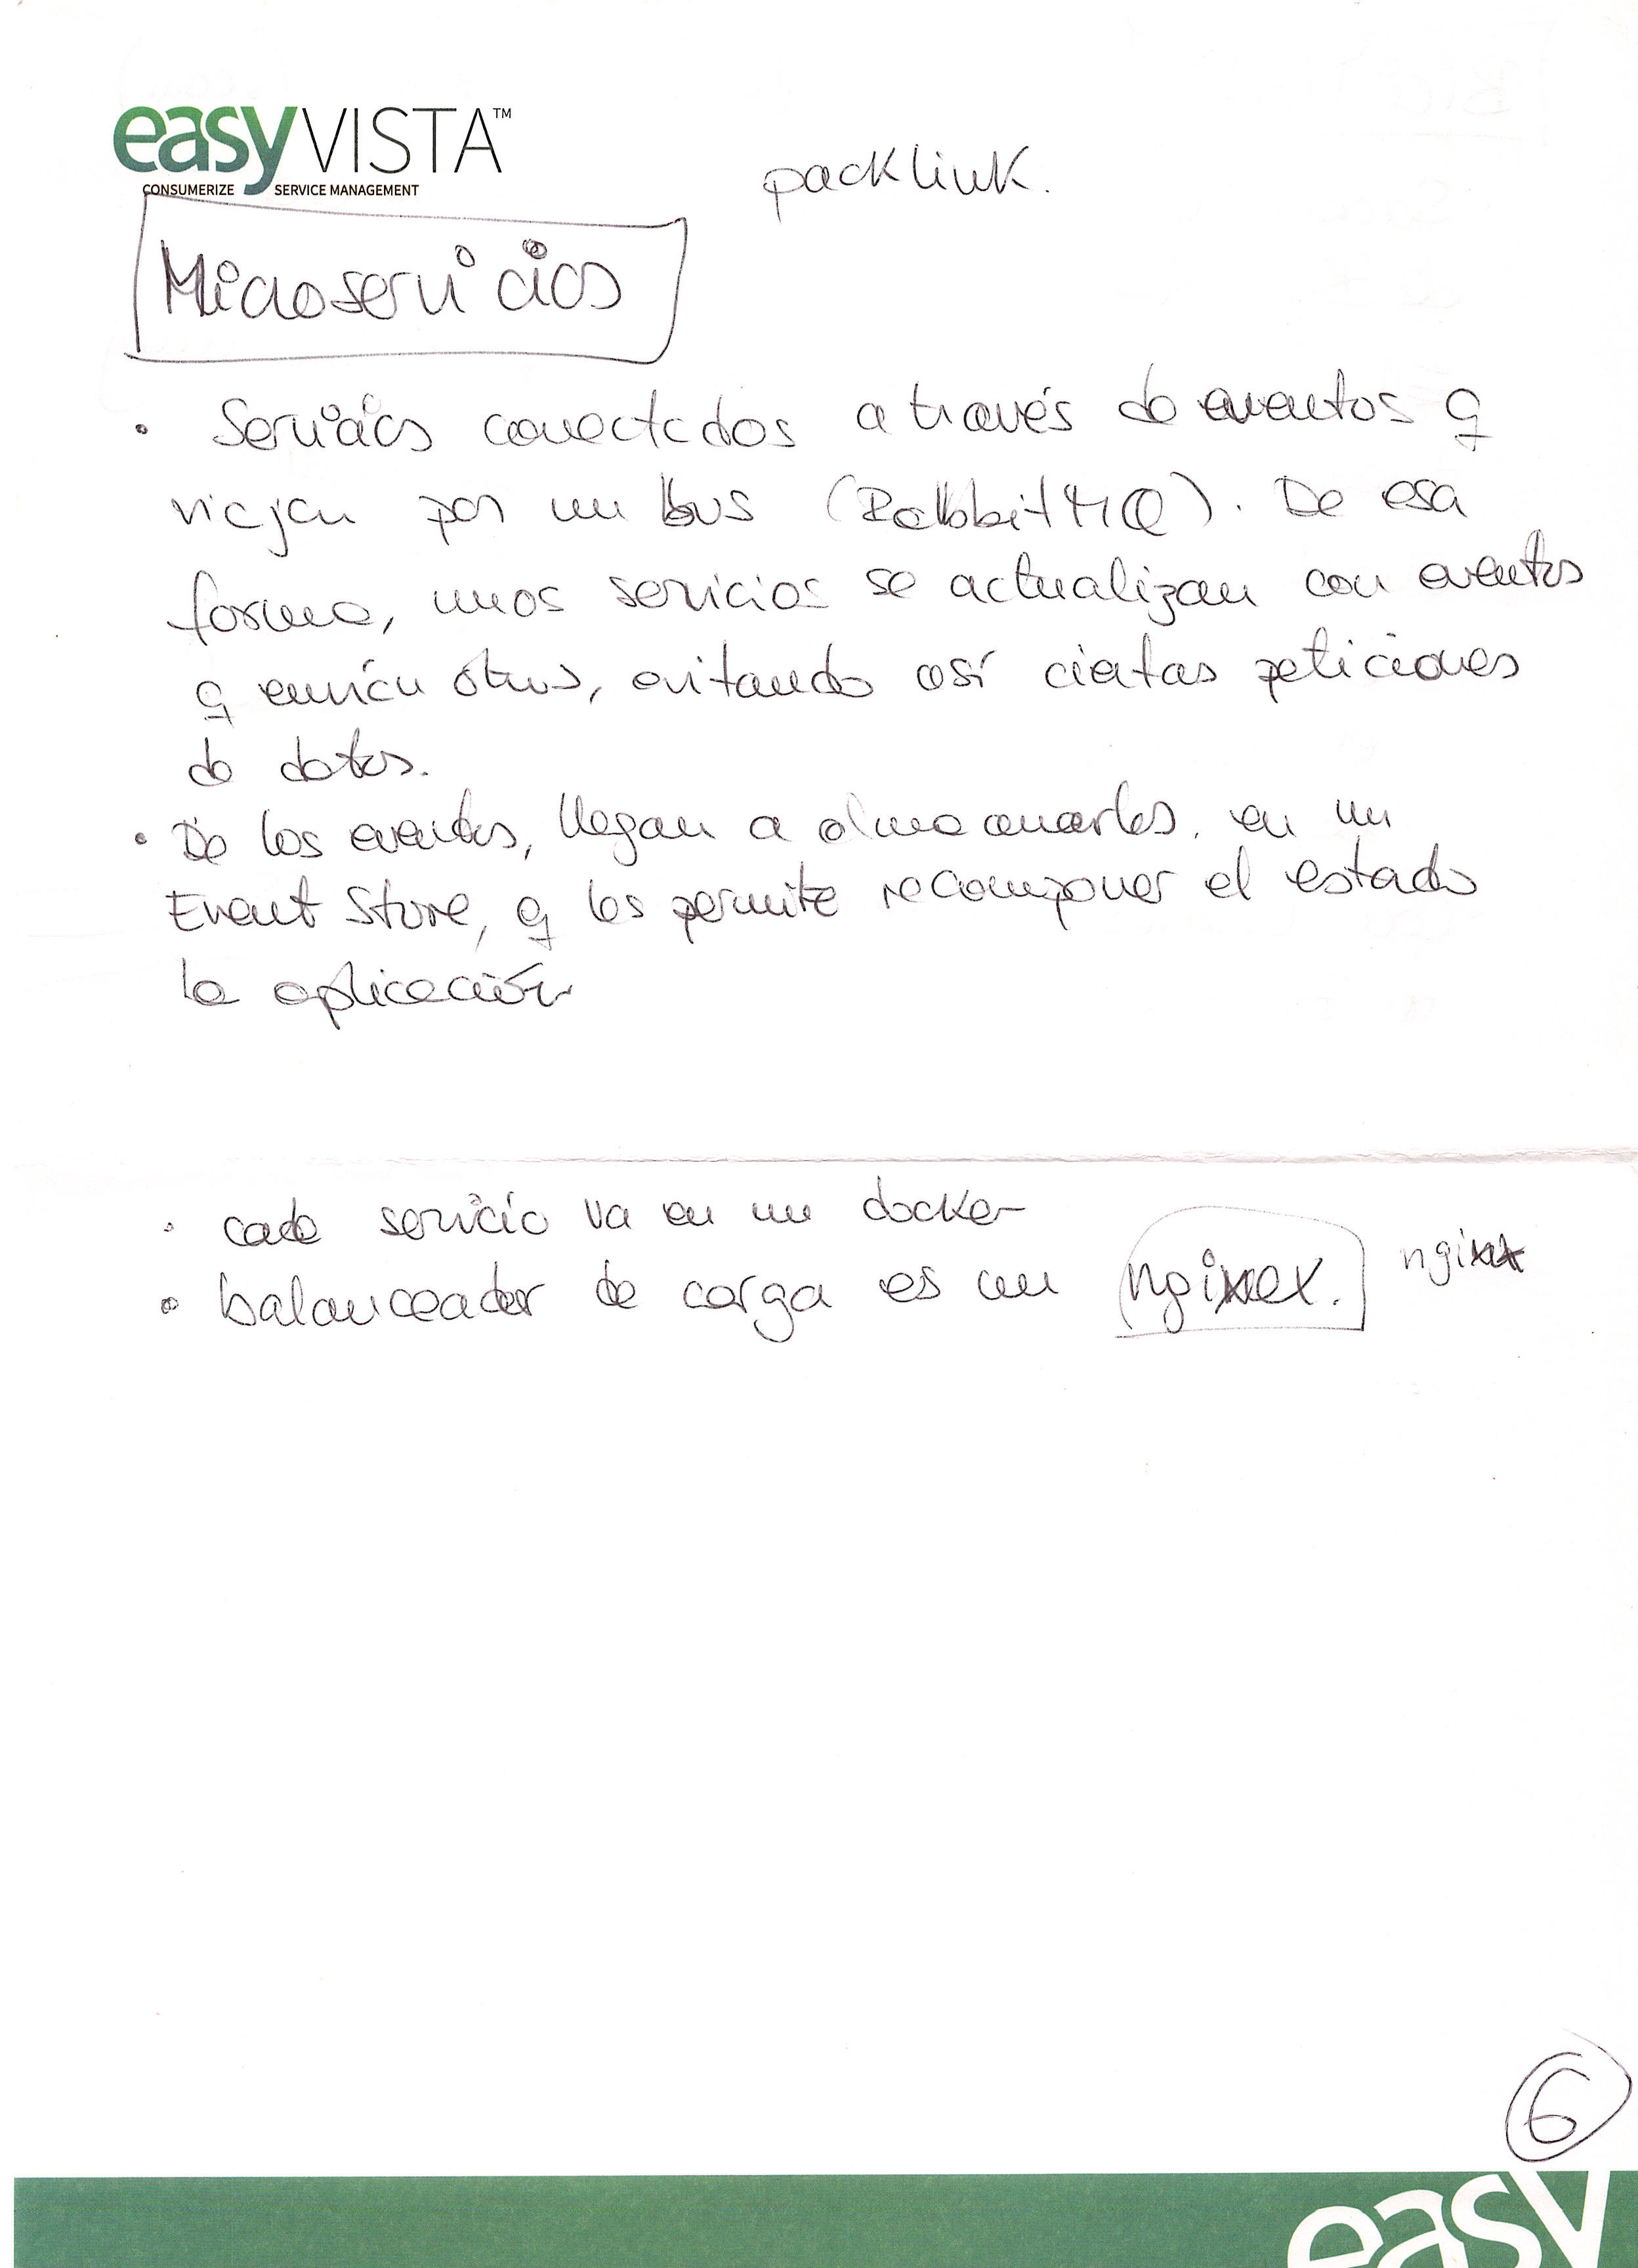 easyVISTA™
CONSUMERIZE SERVICE MANAGEMENT
packlink.
Microservicios
• Servicios conectados a través de eventos q
viajan por un bus (RabbitMQ). De esa
forma, unos servicios se actualizan con eventos
q envían otros, evitando así ciertas peticiones
de datos.
• De los eventos, llegan a almacenarlos. en un
Event Store, q les permite recomponer el estado
la aplicación
• cada servicio va en un docker
• balanceador de carga es un nginex. nginx
6
easy